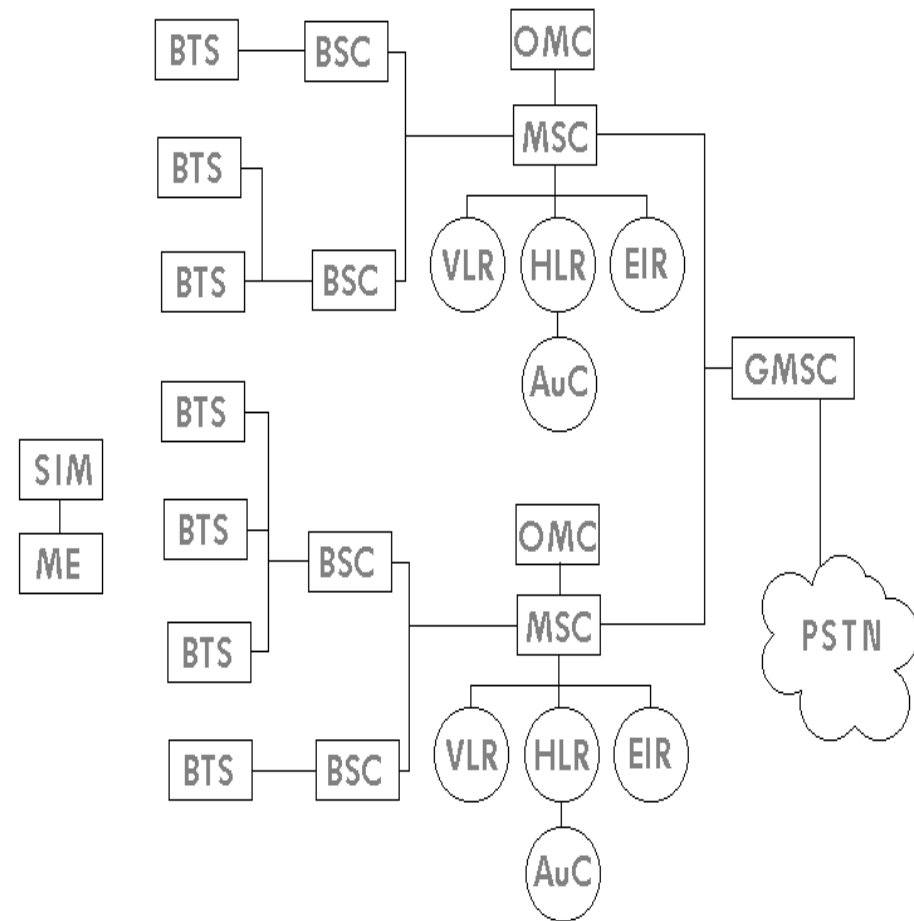 OMC
BTS
BSC
MSC
BTS
VLR
HLR
EIR
BTS
BSC
GMSC
AuC
BTS
SIM
BTS
OMC
ME
BSC
MSC
PSTN
BTS
VLR
HLR
EIR
BTS
BSC
AuC